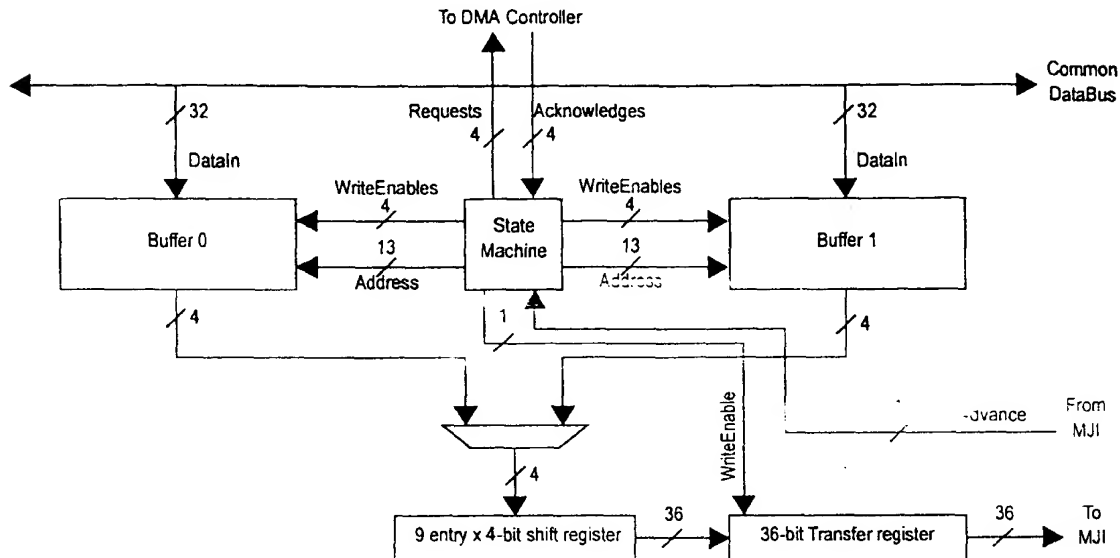 To DMA Controller
Common
DataBus
32
Requests
4
Acknowledges
4
32
DataIn
DataIn
WriteEnables
4
WriteEnables
4
Buffer 0
State
Machine
Buffer 1
13
Address
13
Address
4
1
4
WriteEnable
-dvance
From
MJI
4
9 entry x 4-bit shift register
36
36-bit Transfer register
36
To
MJI